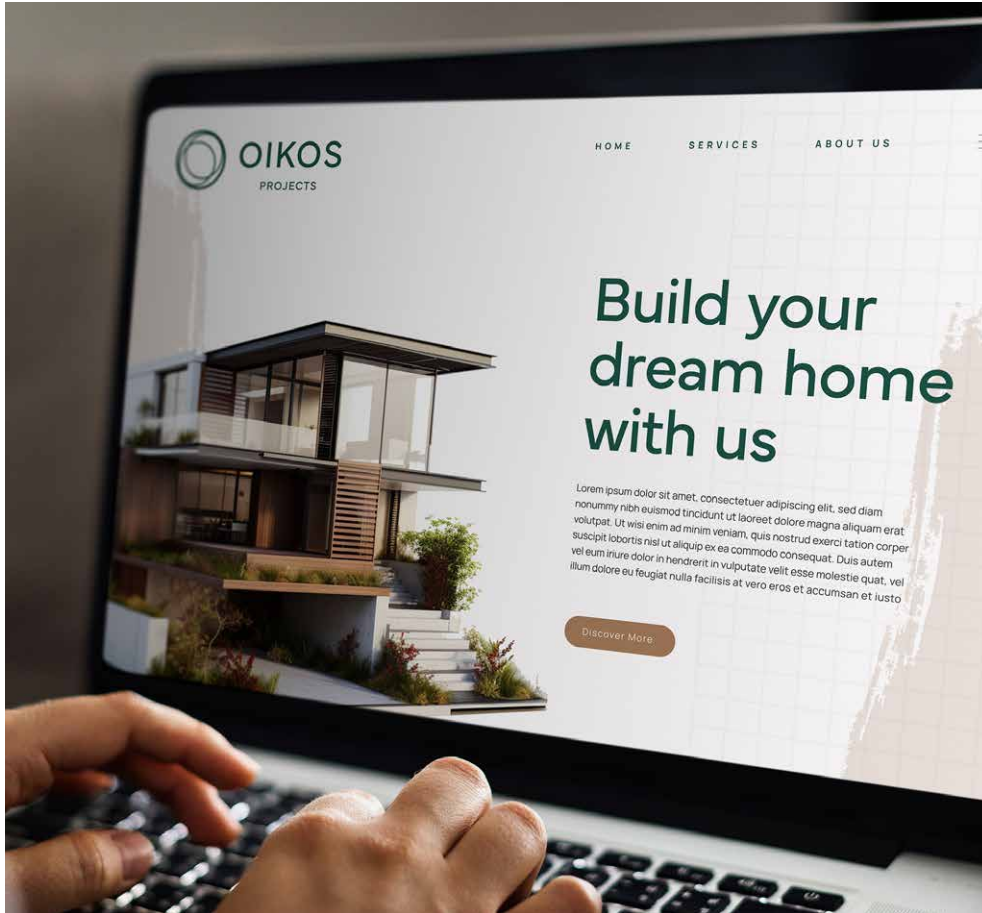 OIKOS
PROJECTS
HOME
SERVICES
ABOUT US
Build your
dream home
with us
Lorem ipsum dolor sit amet, consectetuer adipiscing elit, sed diam
nonummy nibh euismod tincidunt ut laoreet dolore magna aliquam erat
volutpat. Ut wisi enim ad minim veniam, quis nostrud exerci tation corper
suscipit lobortis nisl ut aliquip ex ea commodo consequat. Duis autem
vel eum iriure dolor in hendrerit in vulputate velit esse molestie quat, vel
illum dolore eu feugiat nulla facilisis at vero eros et accumsan et iusto
Discover More